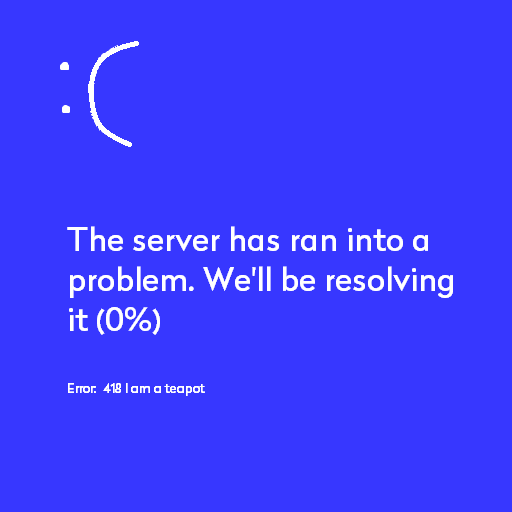 :(
The server has ran into a
problem. We'll be resolving
it (0%)
Error: 418 I am a teapot